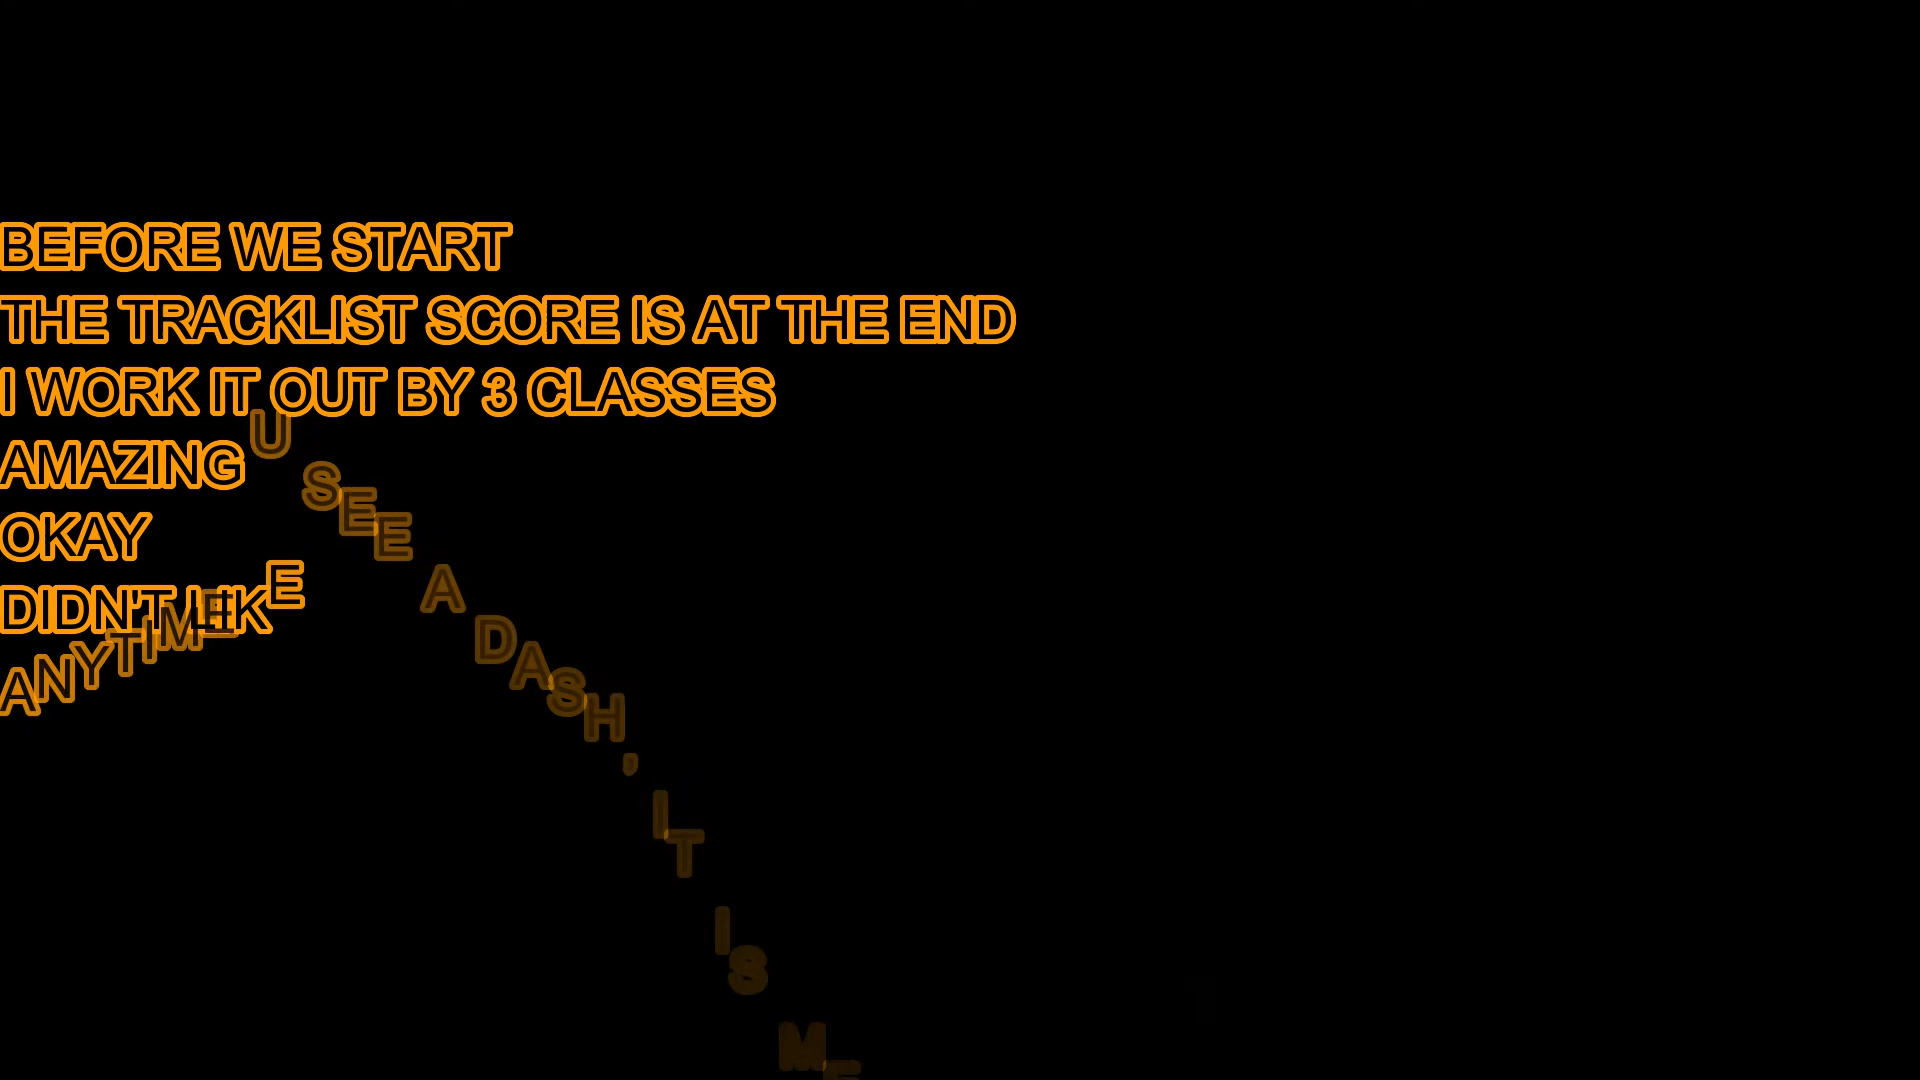 BEFORE WE START
THE TRACKLIST SCORE IS AT THE END
I WORK IT OUT BY 3 CLASSES
AMAZING
OKAY
DIDN'T LIKE
ANYTIME U SEE A DASH, IT IS ME